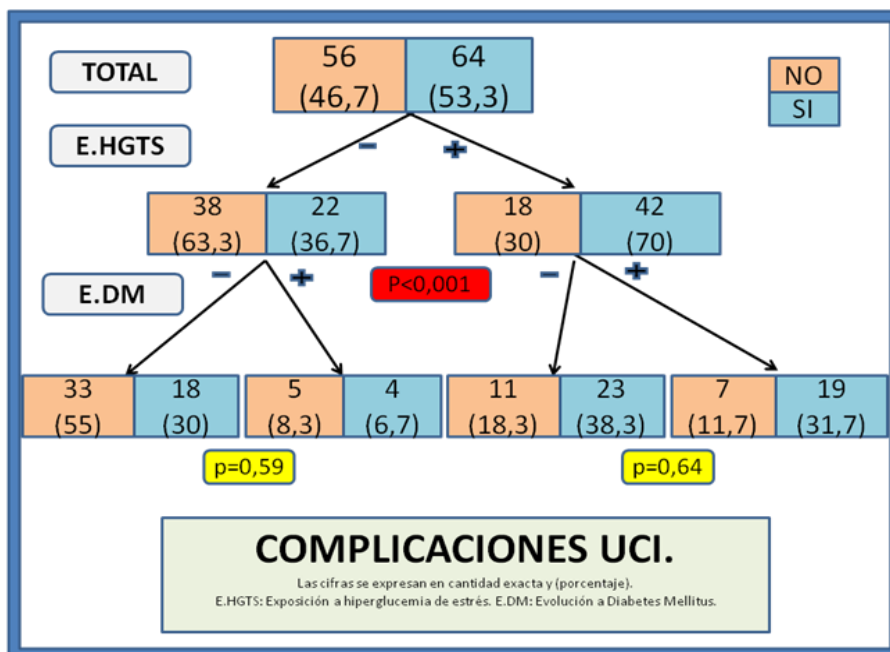 56 64
TOTAL
(46,7) (53,3)
NO
SI
E.HGTS
− +
38 22 18 42
(63,3) (36,7) (30) (70)
− + − +
P<0,001
E.DM
33 18 5 4 11 23 7 19
(55) (30) (8,3) (6,7) (18,3) (38,3) (11,7) (31,7)
p=0,59 p=0,64
COMPLICACIONES UCI.
Las cifras se expresan en cantidad exacta y (porcentaje).
E.HGTS: Exposición a hiperglucemia de estrés. E.DM: Evolución a Diabetes Mellitus.